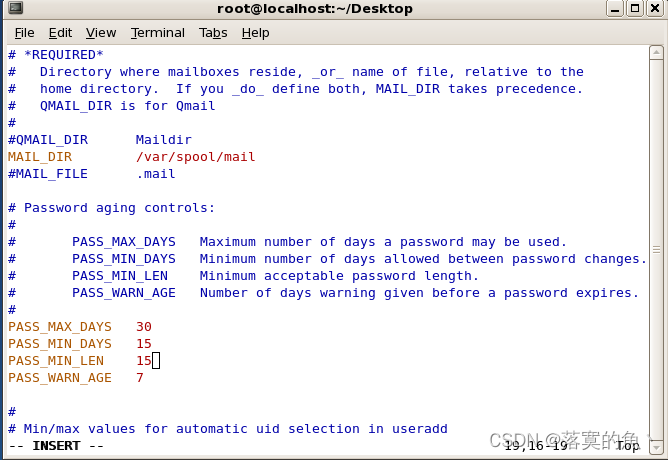 root@localhost:~/Desktop
File Edit View Terminal Tabs Help
# *REQUIRED*
#   Directory where mailboxes reside, _or_ name of file, relative to the
#   home directory.  If you _do_ define both, MAIL_DIR takes precedence.
#   QMAIL_DIR is for Qmail
#
#QMAIL_DIR      Maildir
MAIL_DIR        /var/spool/mail
#MAIL_FILE      .mail
# Password aging controls:
#
#       PASS_MAX_DAYS   Maximum number of days a password may be used.
#       PASS_MIN_DAYS   Minimum number of days allowed between password changes.
#       PASS_MIN_LEN    Minimum acceptable password length.
#       PASS_WARN_AGE   Number of days warning given before a password expires.
#
PASS_MAX_DAYS   30
PASS_MIN_DAYS   15
PASS_MIN_LEN    15
PASS_WARN_AGE   7
#
# Min/max values for automatic uid selection in useradd
-- INSERT --                                                  19,16-19      Top
CSDN @落寞的鱼丶